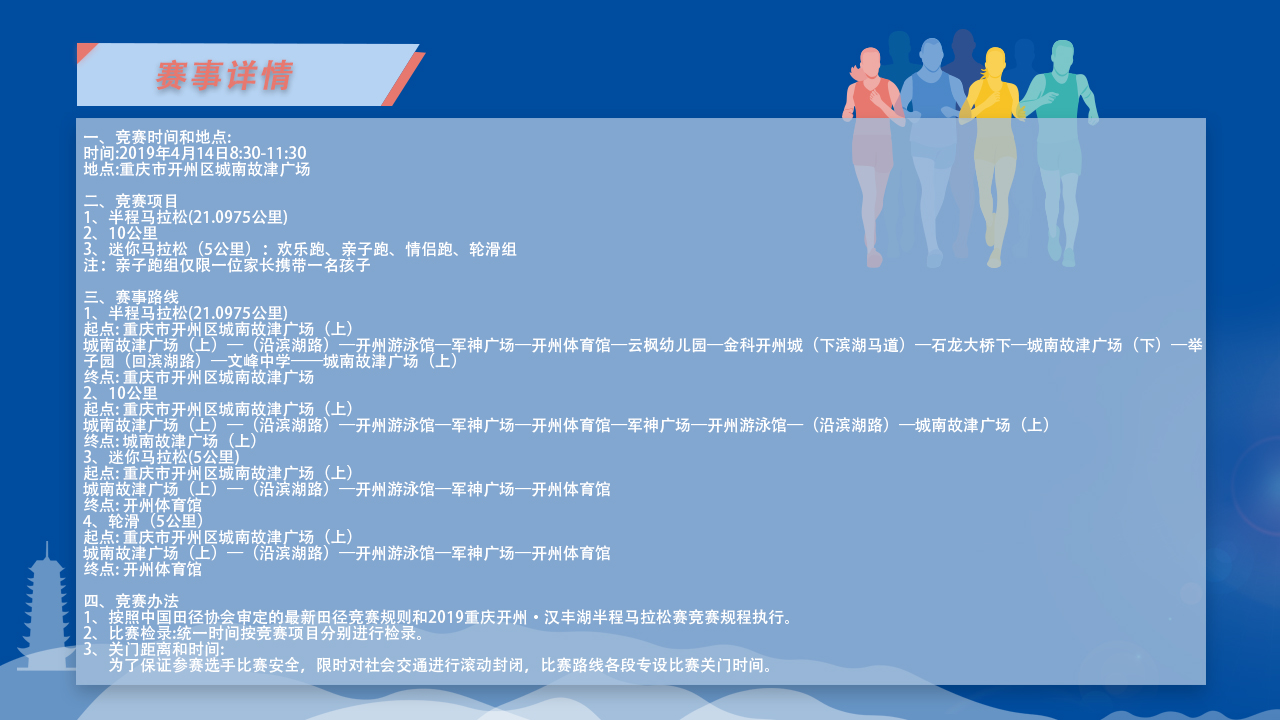 赛事详情
一、竞赛时间和地点:
时间:2019年4月14日8:30-11:30
地点:重庆市开州区城南故津广场
二、竞赛项目
1、半程马拉松(21.0975公里)
2、10公里
3、迷你马拉松（5公里）：欢乐跑、亲子跑、情侣跑、轮滑组
注：亲子跑组仅限一位家长携带一名孩子
三、赛事路线
1、半程马拉松(21.0975公里)
起点: 重庆市开州区城南故津广场（上）
城南故津广场（上）—（沿滨湖路）—开州游泳馆—军神广场—开州体育馆—云枫幼儿园—金科开州城（下滨湖马道）—石龙大桥下—城南故津广场（下）—举
子园（回滨湖路）—文峰中学——城南故津广场（上）
终点: 重庆市开州区城南故津广场
2、10公里
起点: 重庆市开州区城南故津广场（上）
城南故津广场（上）—（沿滨湖路）—开州游泳馆—军神广场—开州体育馆—军神广场—开州游泳馆—（沿滨湖路）—城南故津广场（上）
终点: 城南故津广场（上）
3、迷你马拉松(5公里)
起点: 重庆市开州区城南故津广场（上）
城南故津广场（上）—（沿滨湖路）—开州游泳馆—军神广场—开州体育馆
终点: 开州体育馆
4、轮滑（5公里）
起点: 重庆市开州区城南故津广场（上）
城南故津广场（上）—（沿滨湖路）—开州游泳馆—军神广场—开州体育馆
终点: 开州体育馆
四、竞赛办法
1、按照中国田径协会审定的最新田径竞赛规则和2019重庆开州·汉丰湖半程马拉松赛竞赛规程执行。
2、比赛检录:统一时间按竞赛项目分别进行检录。
3、关门距离和时间:
为了保证参赛选手比赛安全，限时对社会交通进行滚动封闭，比赛路线各段专设比赛关门时间。